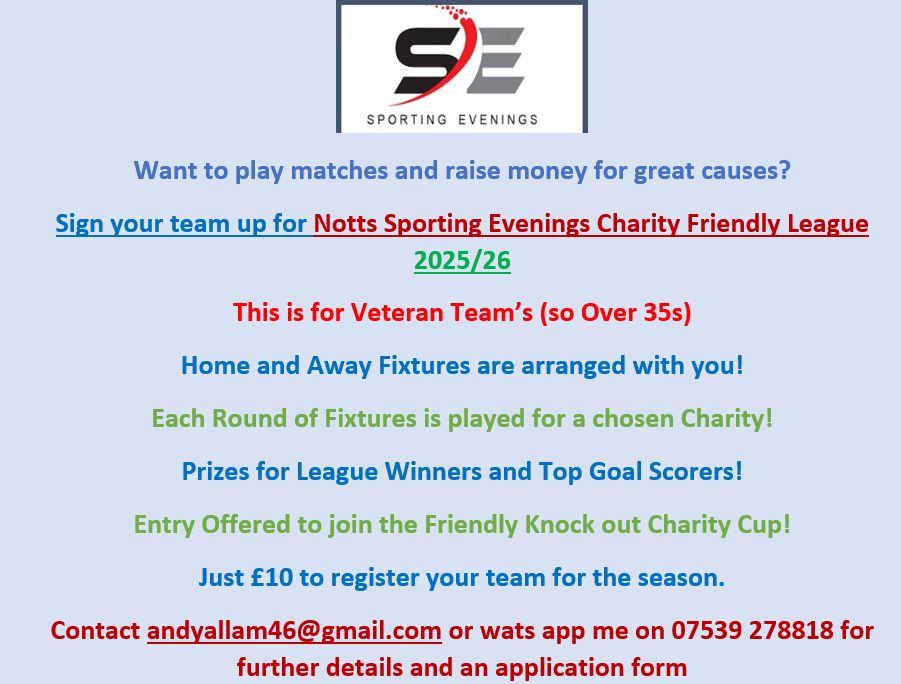 SE
SPORTING EVENINGS
Want to play matches and raise money for great causes?
Sign your team up for Notts Sporting Evenings Charity Friendly League
2025/26
This is for Veteran Team’s (so Over 35s)
Home and Away Fixtures are arranged with you!
Each Round of Fixtures is played for a chosen Charity!
Prizes for League Winners and Top Goal Scorers!
Entry Offered to join the Friendly Knock out Charity Cup!
Just £10 to register your team for the season.
Contact andyallam46@gmail.com or wats app me on 07539 278818 for
further details and an application form